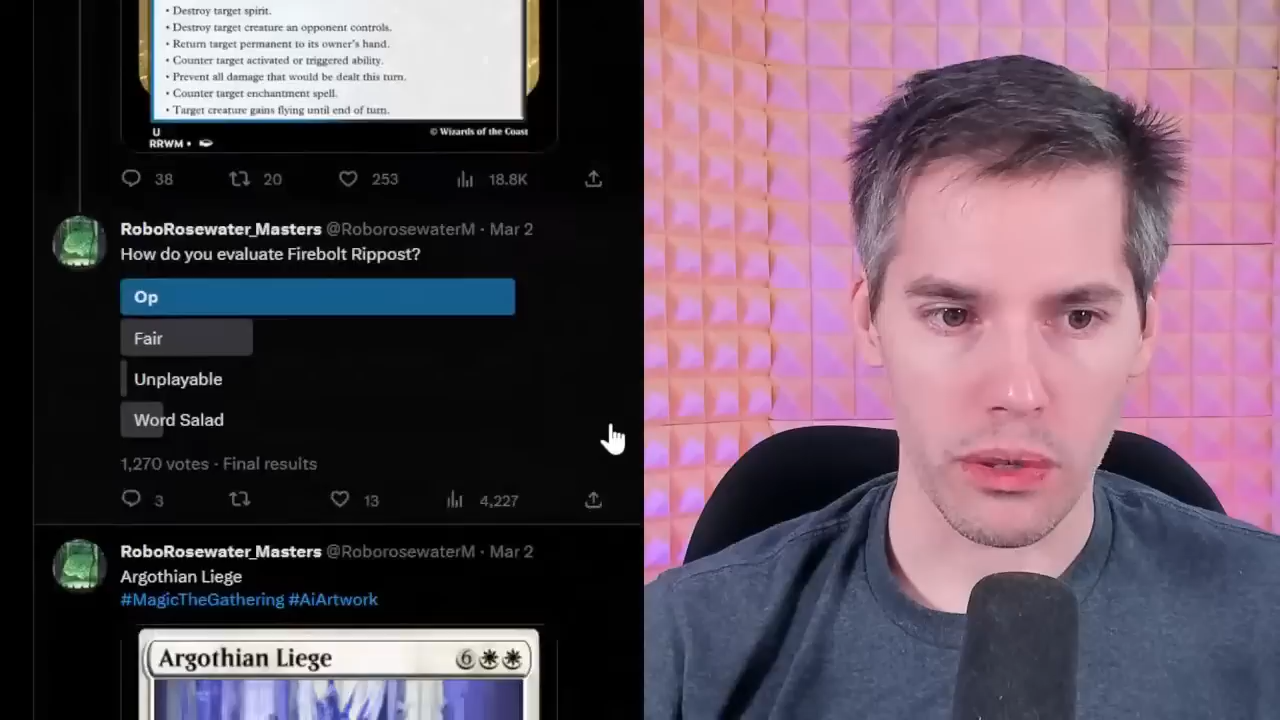 • Destroy target spirit.
• Destroy target creature an opponent controls.
• Return target permanent to its owner's hand.
• Counter target activated or triggered ability.
• Prevent all damage that would be dealt this turn.
• Counter target enchantment spell.
• Target creature gains flying until end of turn.
U
RRWM •
© Wizards of the Coast
38 20 253 18.8K
RoboRosewater_Masters @RoborosewaterM · Mar 2
How do you evaluate Firebolt Rippost?
Op
Fair
Unplayable
Word Salad
1,270 votes · Final results
3 13 4,227
RoboRosewater_Masters @RoborosewaterM · Mar 2
Argothian Liege
#MagicTheGathering #AiArtwork
Argothian Liege 6